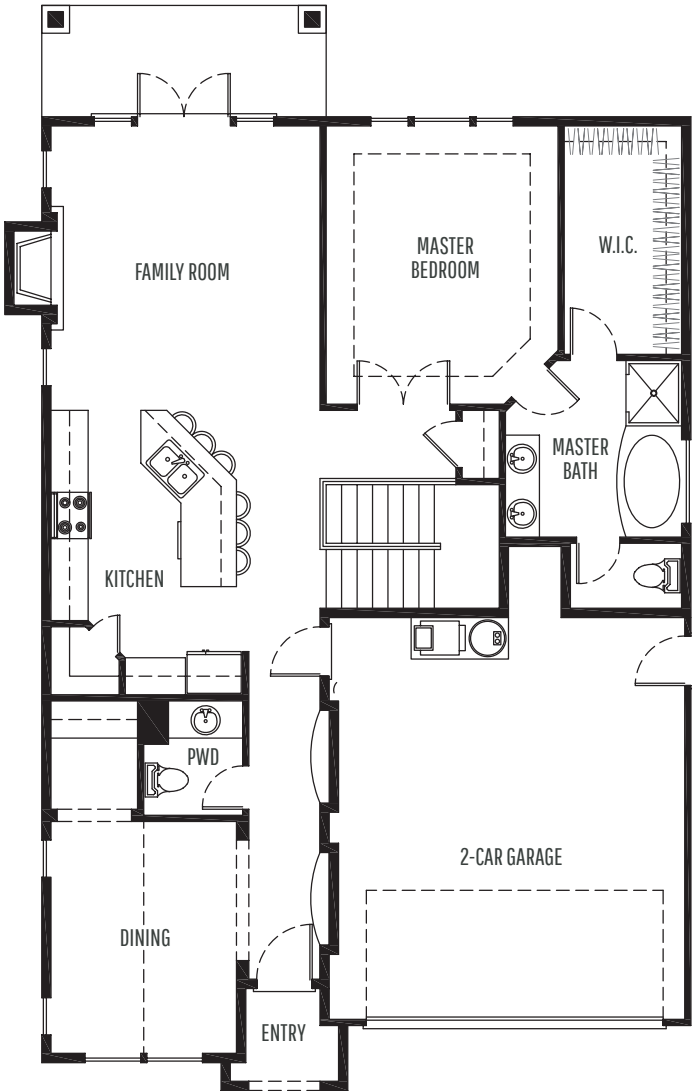 FAMILY ROOM
MASTER
BEDROOM
W.I.C.
MASTER
BATH
KITCHEN
PWD
2-CAR GARAGE
DINING
ENTRY